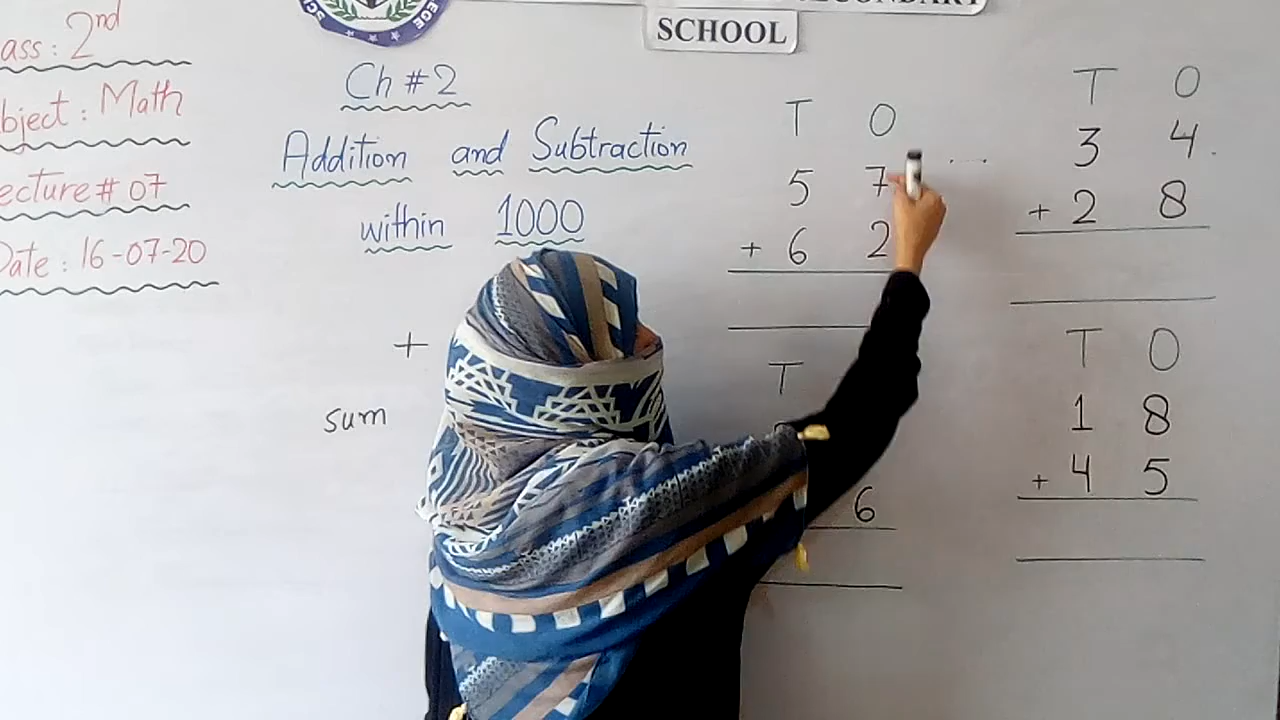 SCHOOL
ass: 2nd
bject: Math
ecture # 07
Date: 16-07-20
Ch # 2
Addition and Subtraction
within 1000
+
sum
T O
5 7
+ 6 2
T O
3 4
+ 2 8
T
6
T O
1 8
+ 4 5